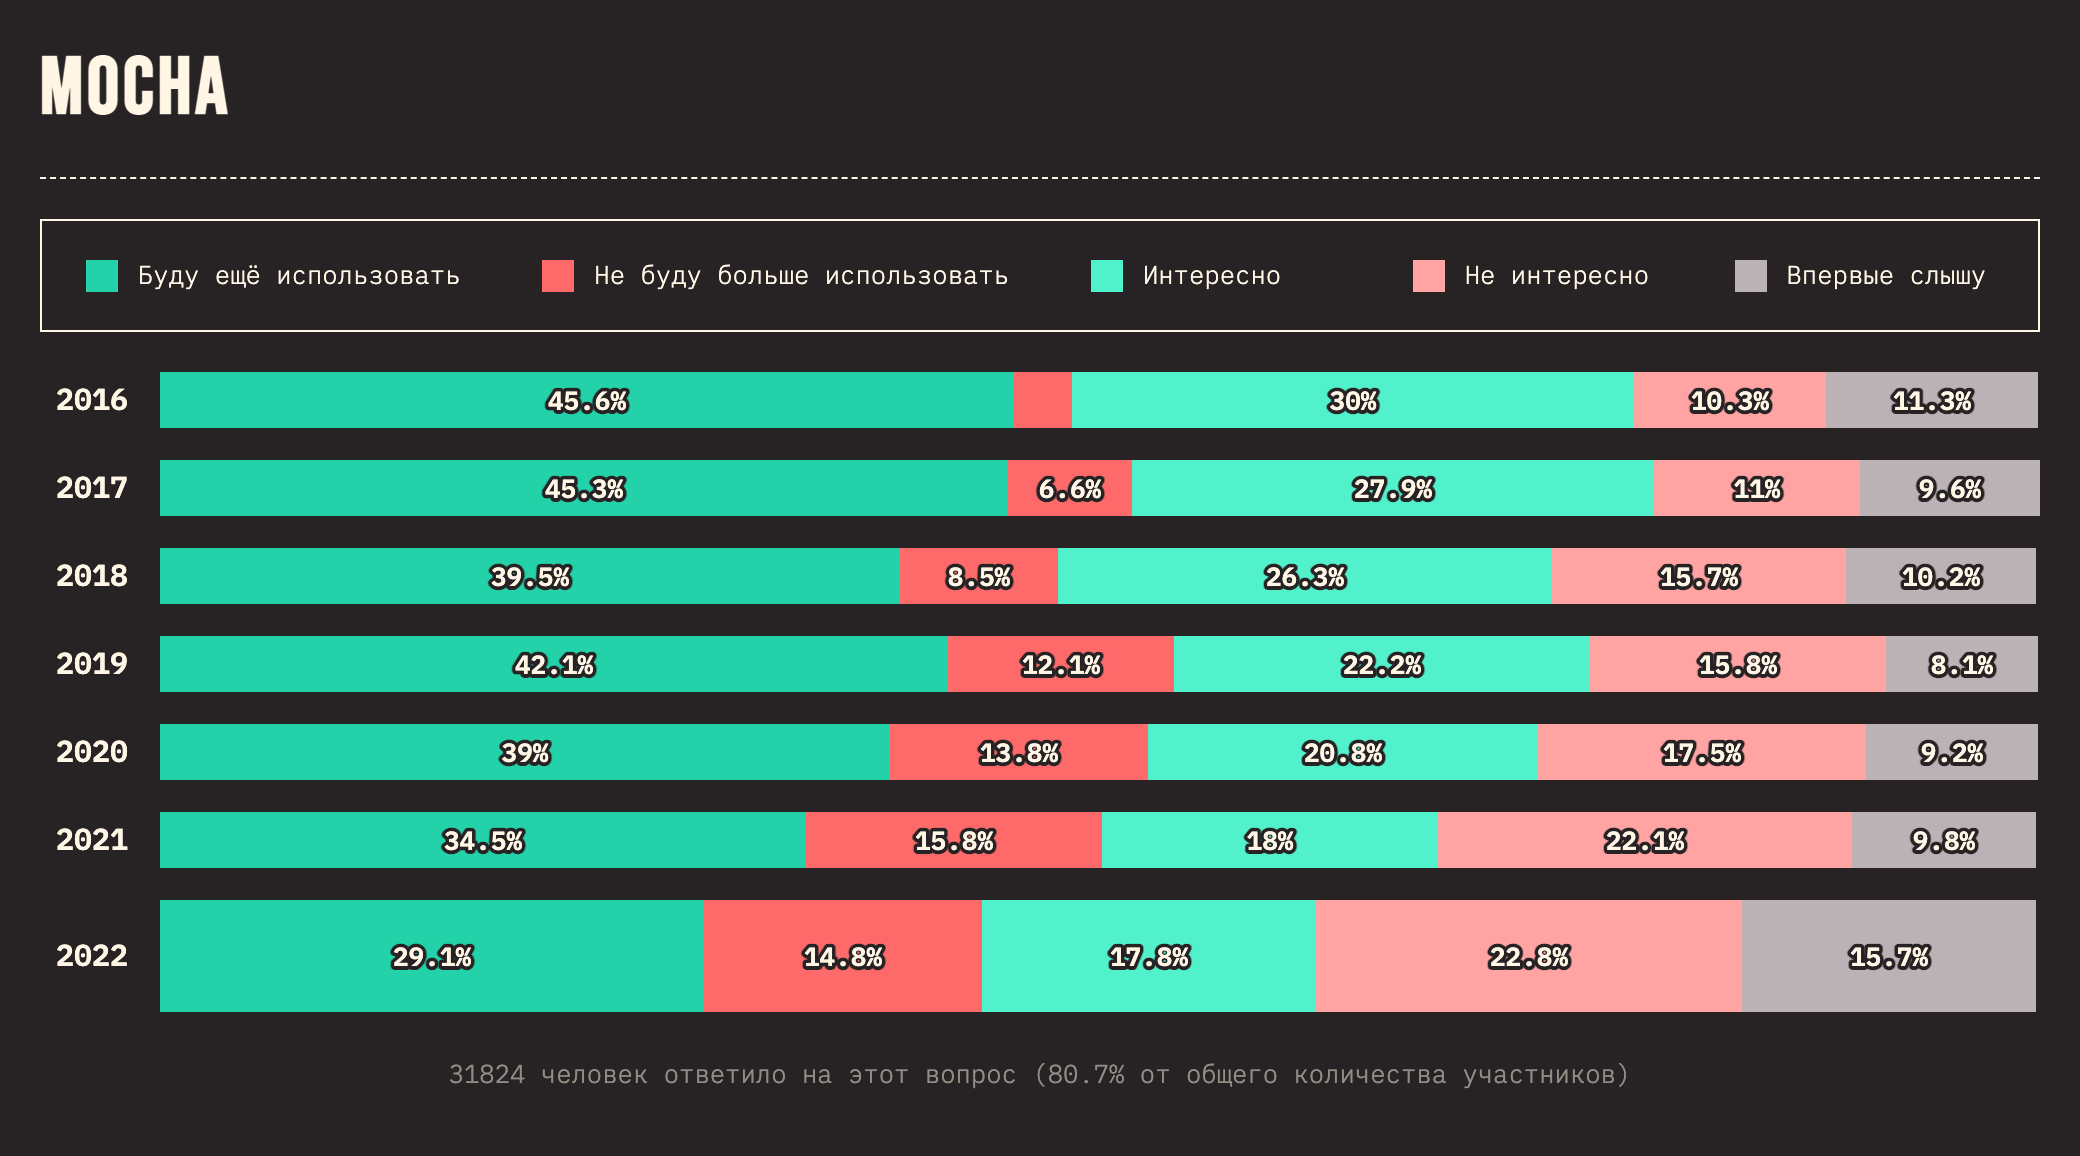 MOCHA
Буду ещё использовать Не буду больше использовать Интересно Не интересно Впервые слышу
2016 45.6% 30% 10.3% 11.3%
2017 45.3% 6.6% 27.9% 11% 9.6%
2018 39.5% 8.5% 26.3% 15.7% 10.2%
2019 42.1% 12.1% 22.2% 15.8% 8.1%
2020 39% 13.8% 20.8% 17.5% 9.2%
2021 34.5% 15.8% 18% 22.1% 9.8%
2022 29.1% 14.8% 17.8% 22.8% 15.7%
31824 человек ответило на этот вопрос (80.7% от общего количества участников)